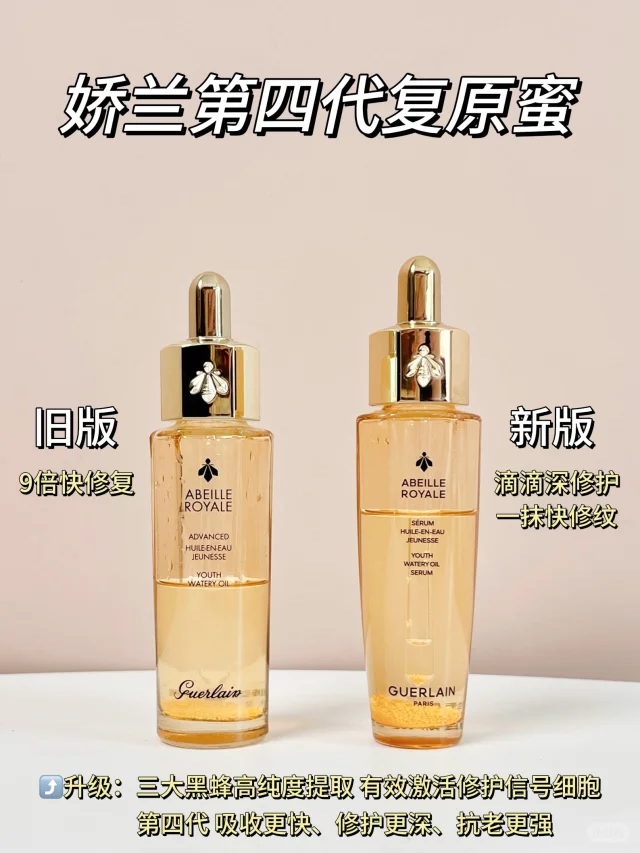 娇兰第四代复原蜜
旧版
9倍快修复
新版
滴滴深修护
一抹快修纹
ABEILLE
ROYALE
ADVANCED
HUILE-EN-EAU
JEUNESSE
YOUTH
WATERY OIL
Guerlain
ABEILLE
ROYALE
SÉRUM
HUILE-EN-EAU
JEUNESSE
YOUTH
WATERY OIL
SERUM
GUERLAIN
PARIS
⤴️升级：三大黑蜂高纯度提取 有效激活修护信号细胞
第四代 吸收更快、修护更深、抗老更强